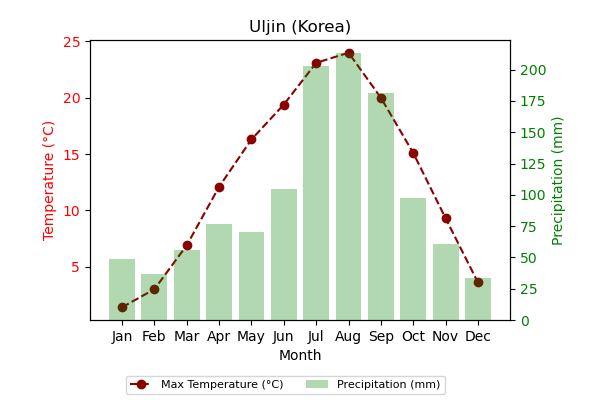 Uljin (Korea)
25
20
15
10
5
Temperature (°C)
200
175
150
125
100
75
50
25
0
Precipitation (mm)
Jan Feb Mar Apr May Jun Jul Aug Sep Oct Nov Dec
Month
Max Temperature (°C) Precipitation (mm)